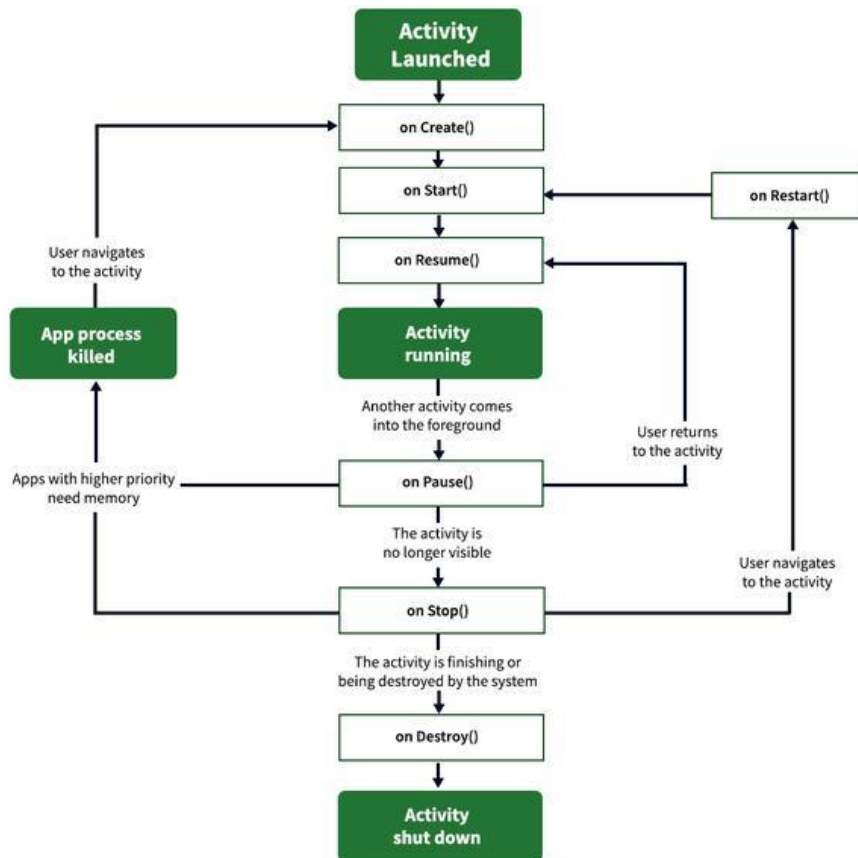 Activity
Launched
on Create()
on Start()
on Restart()
on Resume()
User navigates
to the activity
App process
killed
Activity
running
Another activity comes
into the foreground
User returns
to the activity
Apps with higher priority
need memory
on Pause()
The activity is
no longer visible
User navigates
to the activity
on Stop()
The activity is finishing or
being destroyed by the system
on Destroy()
Activity
shut down